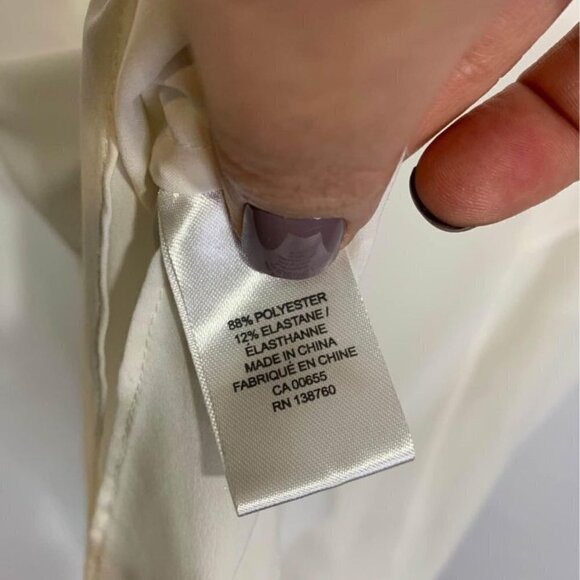 88% POLYESTER
12% ELASTANE /
ÉLASTHANNE
MADE IN CHINA
FABRIQUÉ EN CHINE
CA 00655
RN 138760